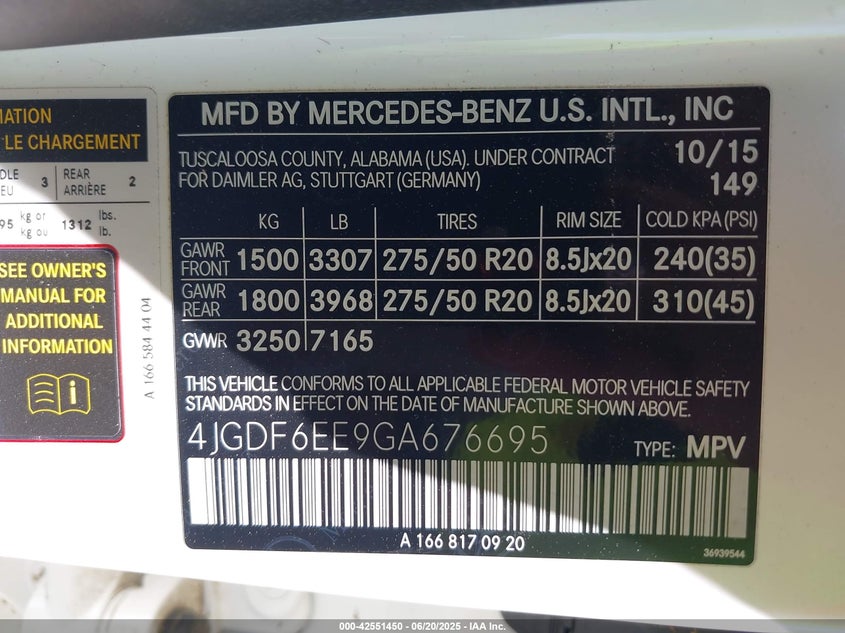 MATION
LE CHARGEMENT
3 REAR ARRIÈRE 2
95 kg or kg ou 1312 lbs. lb.
SEE OWNER'S
MANUAL FOR
ADDITIONAL
INFORMATION
i
A 166 584 44 04
MFD BY MERCEDES-BENZ U.S. INTL., INC
TUSCALOOSA COUNTY, ALABAMA (USA). UNDER CONTRACT 10/15
FOR DAIMLER AG, STUTTGART (GERMANY) 149
KG LB TIRES RIM SIZE COLD KPA (PSI)
GAWR FRONT 1500 3307 275/50 R20 8.5Jx20 240(35)
GAWR REAR 1800 3968 275/50 R20 8.5Jx20 310(45)
GVWR 3250 7165
THIS VEHICLE CONFORMS TO ALL APPLICABLE FEDERAL MOTOR VEHICLE SAFETY
STANDARDS IN EFFECT ON THE DATE OF MANUFACTURE SHOWN ABOVE.
4JGDF6EE9GA676695 TYPE: MPV
A 166 817 09 20
36939544
000-42551450 - 06/20/2025 - IAA Inc.